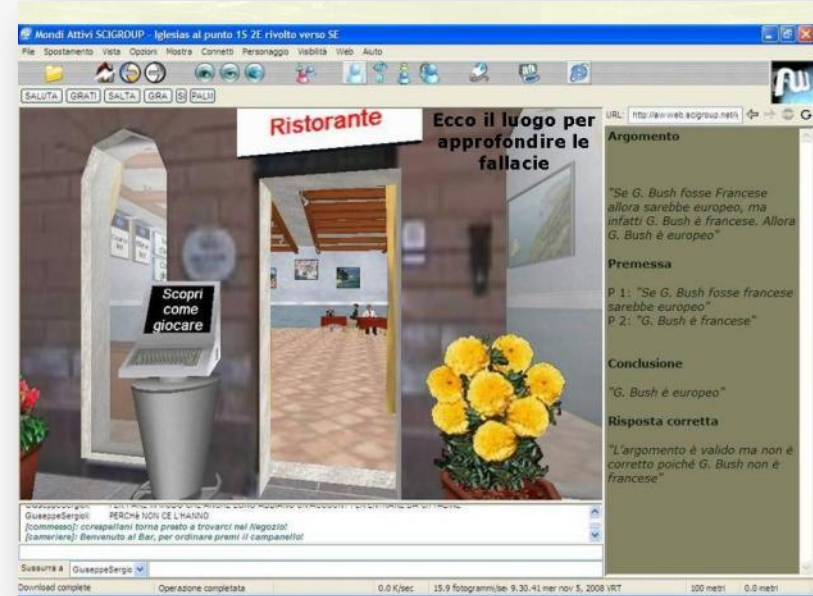 Mondi Attivi SCIGROUP - Iglesias al punto 15 2E rivolto verso SE
File Spostamento Vista Opzioni Mostra Connetti Personaggio Visibilità Web Auto
SALUTA GRATI SALTA GRA SI PALM
URL: http://awweb.scigroup.net/i
Ristorante
Ecco il luogo per
approfondire le
fallacie
Scopri
come
giocare
Argomento
"Se G. Bush fosse Francese
allora sarebbe europeo, ma
infatti G. Bush è francese. Allora
G. Bush è europeo"
Premessa
P 1: "Se G. Bush fosse francese
sarebbe europeo"
P 2: "G. Bush è francese"
Conclusione
"G. Bush è europeo"
Risposta corretta
"L'argomento è valido ma non è
corretto poiché G. Bush non è
francese"
GiuseppeSergioli: PERCHè NON CE L'HANNO
[commesso]: ccrespellani torna presto a trovarci nel Negozio!
[cameriere]: Benvenuto al Bar, per ordinare premi il campanello!
Sussurra a GiuseppeSergio
Download complete Operazione completata 0.0 K/sec 15.9 fotogrammi/sei 9.30.41 mer nov 5, 2008 VRT 100 metri 0.0 metri